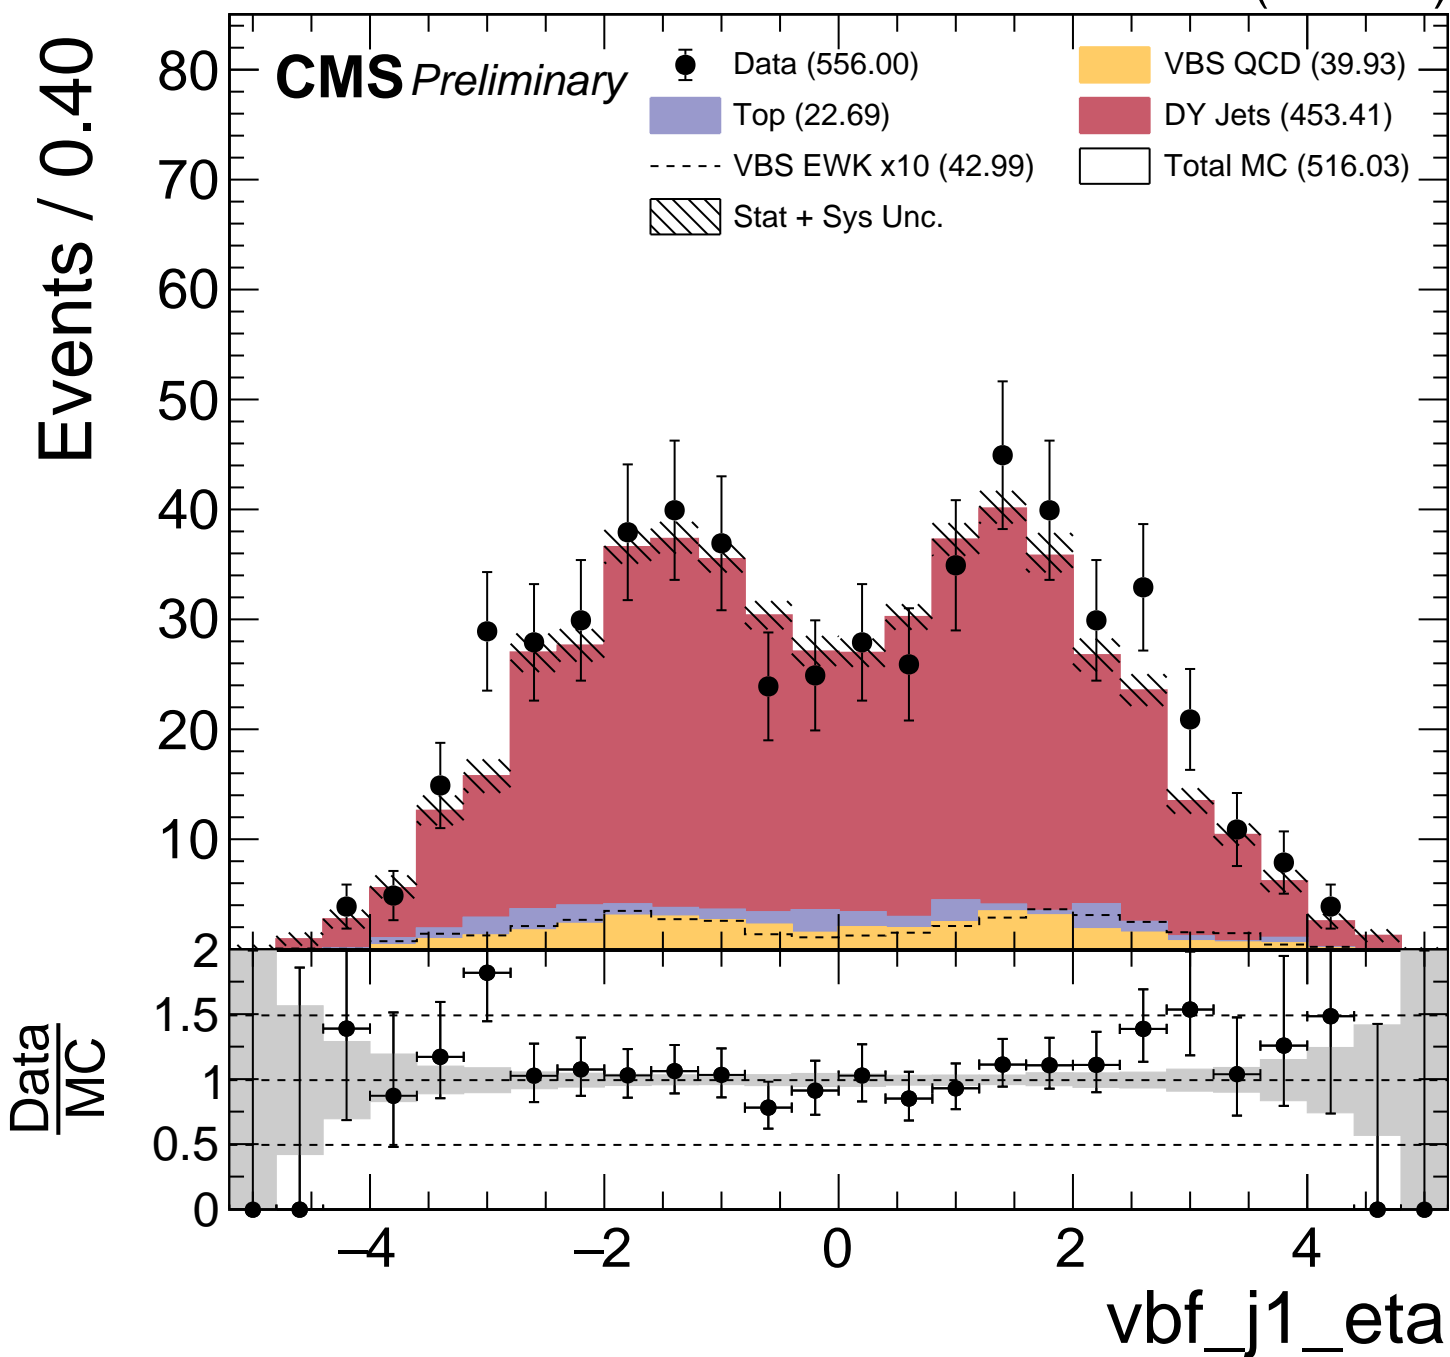 CMS Preliminary
Data (556.00)
VBS QCD (39.93)
Top (22.69)
DY Jets (453.41)
VBS EWK x10 (42.99)
Total MC (516.03)
Stat + Sys Unc.
Events / 0.40
80
70
60
50
40
30
20
10
2
1.5
1
0.5
0
Data
MC
–4
–2
0
2
4
vbf_j1_eta